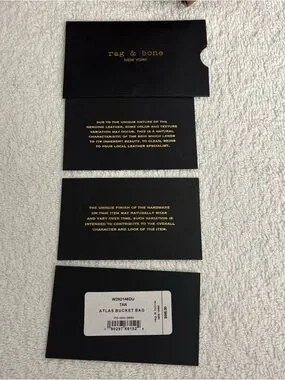 rag & bone
NEW YORK
DUE TO THE UNIQUE NATURE OF THE
GENUINE LEATHER, SOME COLOR AND TEXTURE
VARIATION MAY OCCUR. THIS IS A NATURAL
CHARACTERISTIC OF THE SKIN WHICH LENDS
TO ITS INHERENT BEAUTY. TO CLEAN, BRING
TO YOUR LOCAL LEATHER SPECIALIST.
THE UNIQUE FINISH OF THE HARDWARE
ON THIS ITEM MAY NATURALLY WEAR
AND VARY OVER TIME. SUCH VARIATION IS
INTENDED TO CONTRIBUTE TO THE OVERALL
CHARACTER AND LOOK OF THE ITEM.
W262146DU
TAN
ATLAS BUCKET BAG